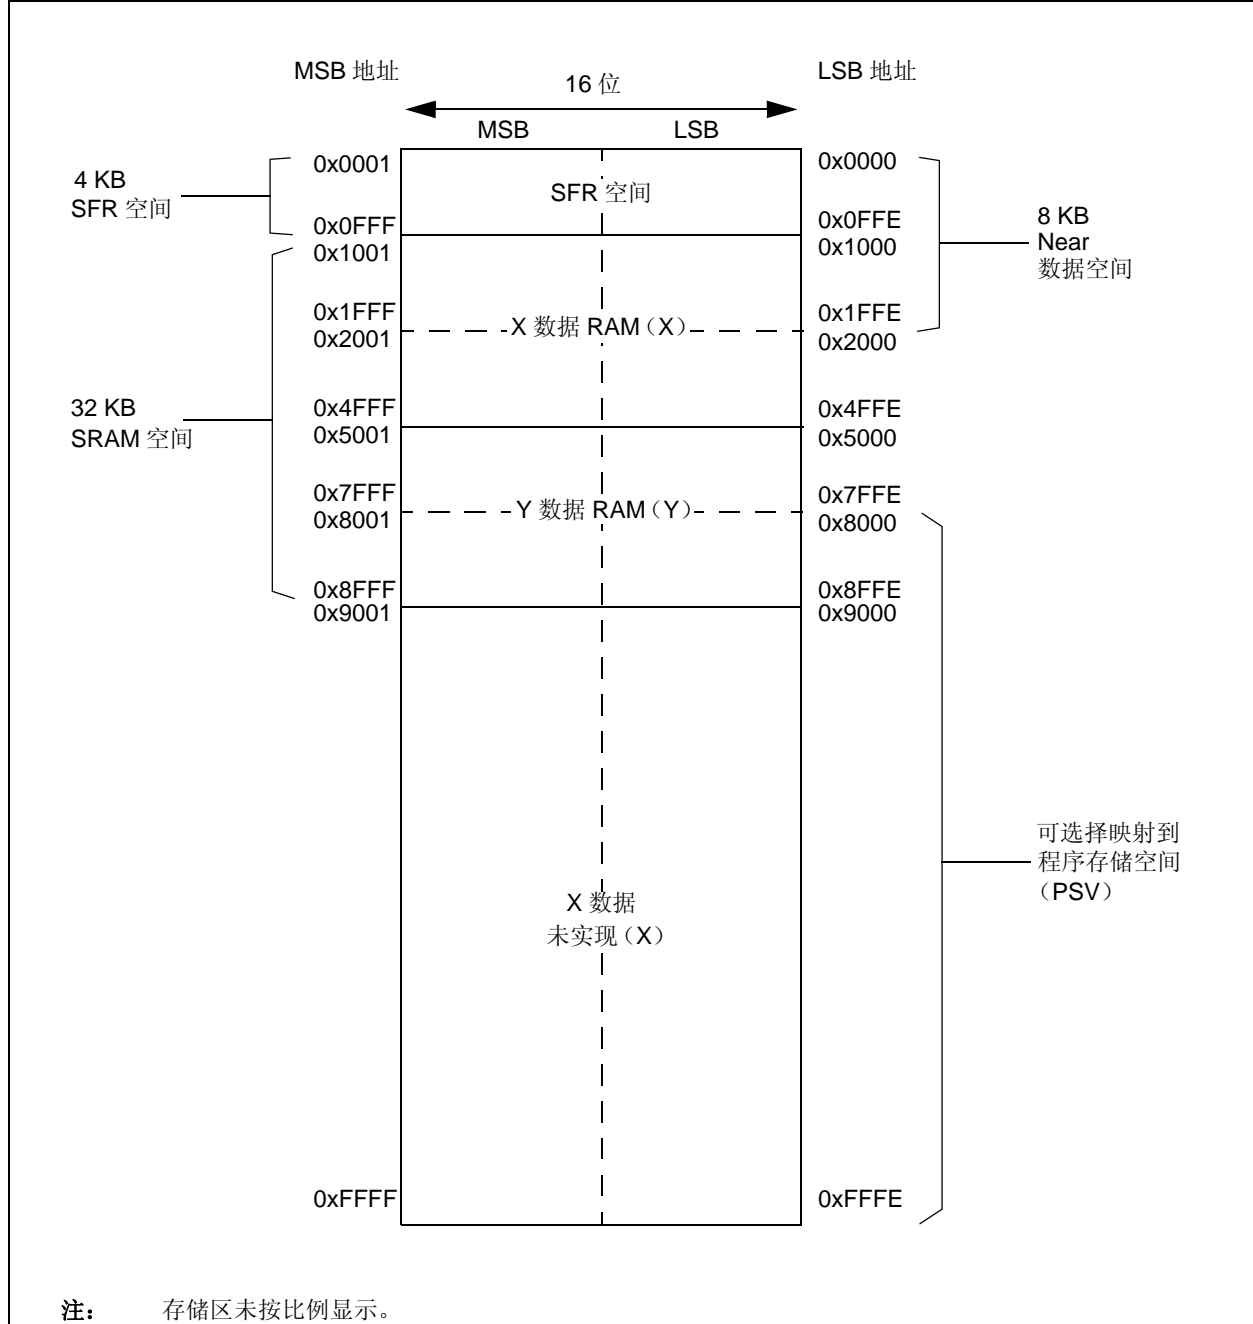 MSB 地址
16 位
LSB 地址
MSB
LSB
0x0001
0x0000
4 KB
SFR 空间
SFR 空间
0x0FFF
0x0FFE
0x1001
0x1000
8 KB
Near
数据空间
0x1FFF
0x1FFE
X 数据 RAM（X）
0x2001
0x2000
32 KB
SRAM 空间
0x4FFF
0x4FFE
0x5001
0x5000
0x7FFF
0x7FFE
Y 数据 RAM（Y）
0x8001
0x8000
0x8FFF
0x8FFE
0x9001
0x9000
可选择映射到
程序存储空间
（PSV）
X 数据
未实现（X）
0xFFFF
0xFFFE
注： 存储区未按比例显示。